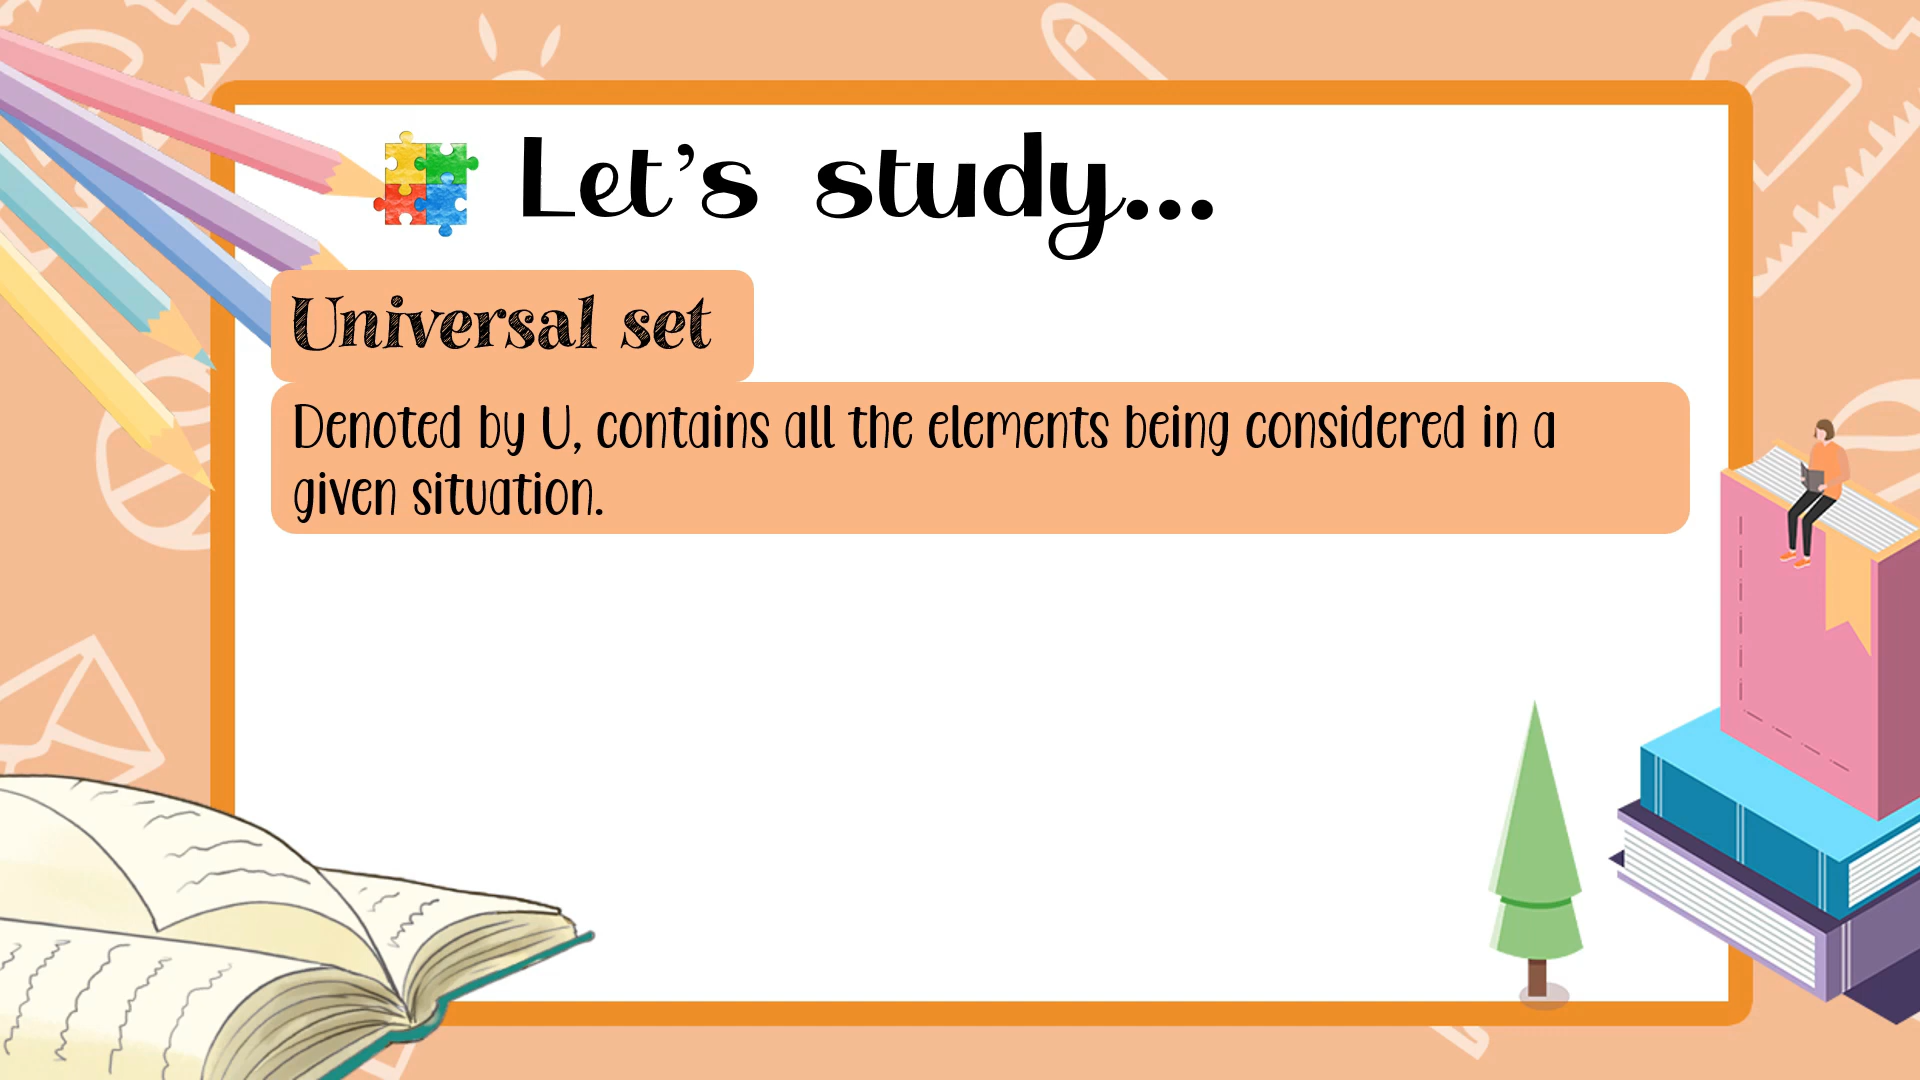 Let's study...
Universal set
Denoted by U, contains all the elements being considered in a
given situation.